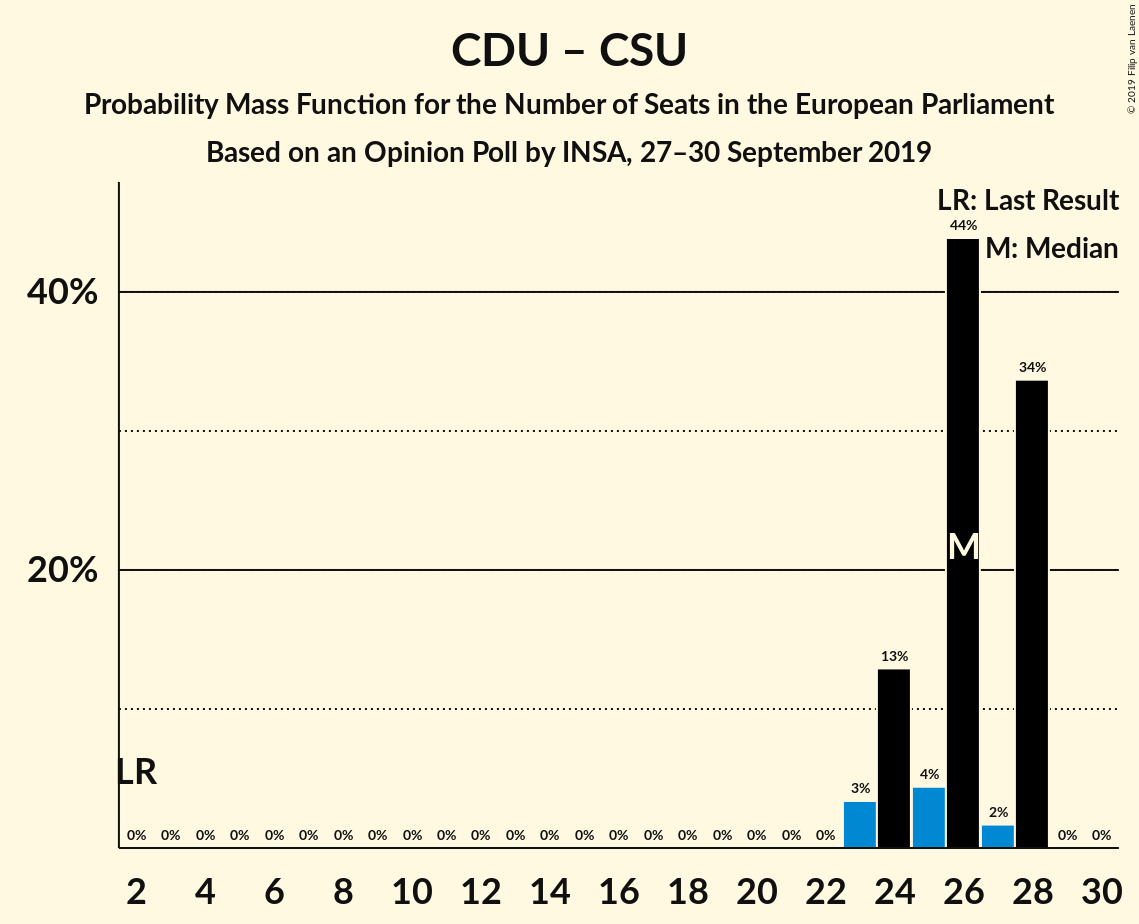 CDU – CSU
Probability Mass Function for the Number of Seats in the European Parliament
Based on an Opinion Poll by INSA, 27–30 September 2019
© 2019 Filip van Laenen
LR: Last Result
M: Median
44%
40%
34%
M
20%
13%
LR
4%
3%
2%
0% 0% 0% 0% 0% 0% 0% 0% 0% 0% 0% 0% 0% 0% 0% 0% 0% 0% 0% 0% 0% 0% 0%
2 4 6 8 10 12 14 16 18 20 22 24 26 28 30